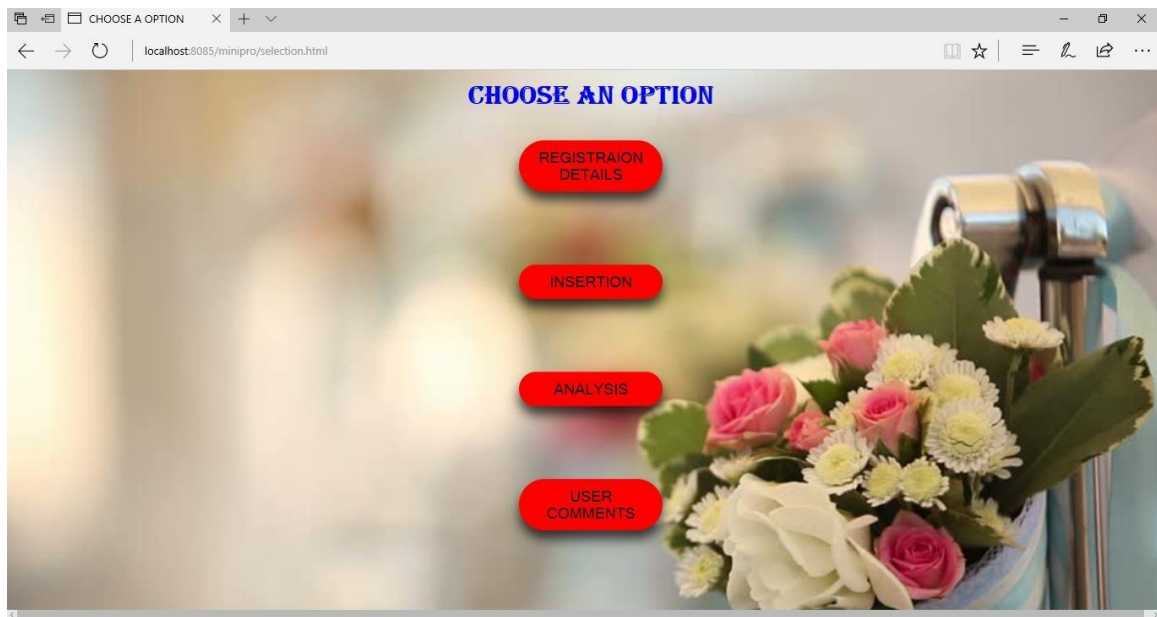 CHOOSE A OPTION
localhost:8085/minipro/selection.html
CHOOSE AN OPTION
REGISTRAION
DETAILS
INSERTION
ANALYSIS
USER
COMMENTS